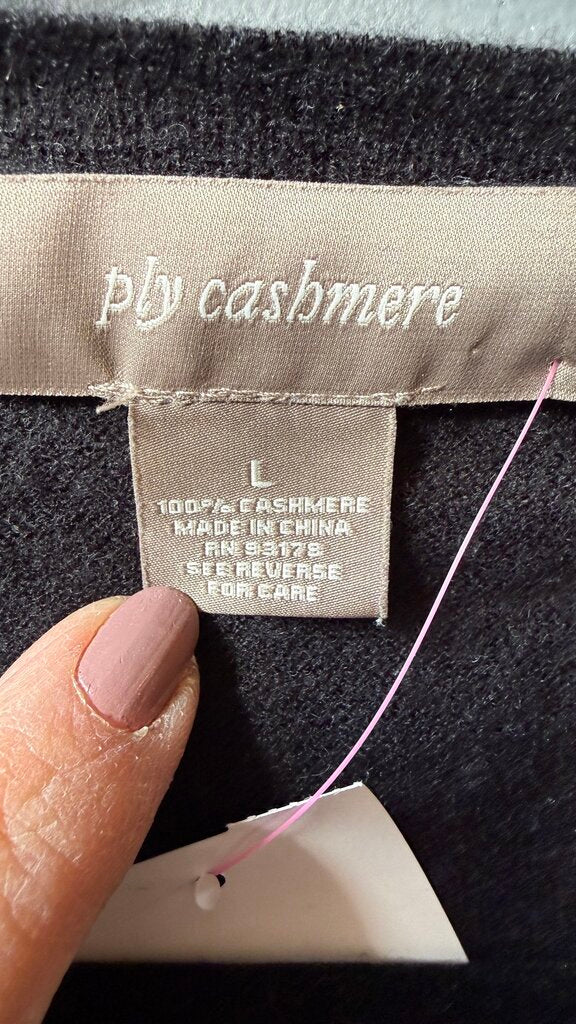 ply cashmere
L
100% CASHMERE
MADE IN CHINA
RN 93179
SEE REVERSE
FOR CARE